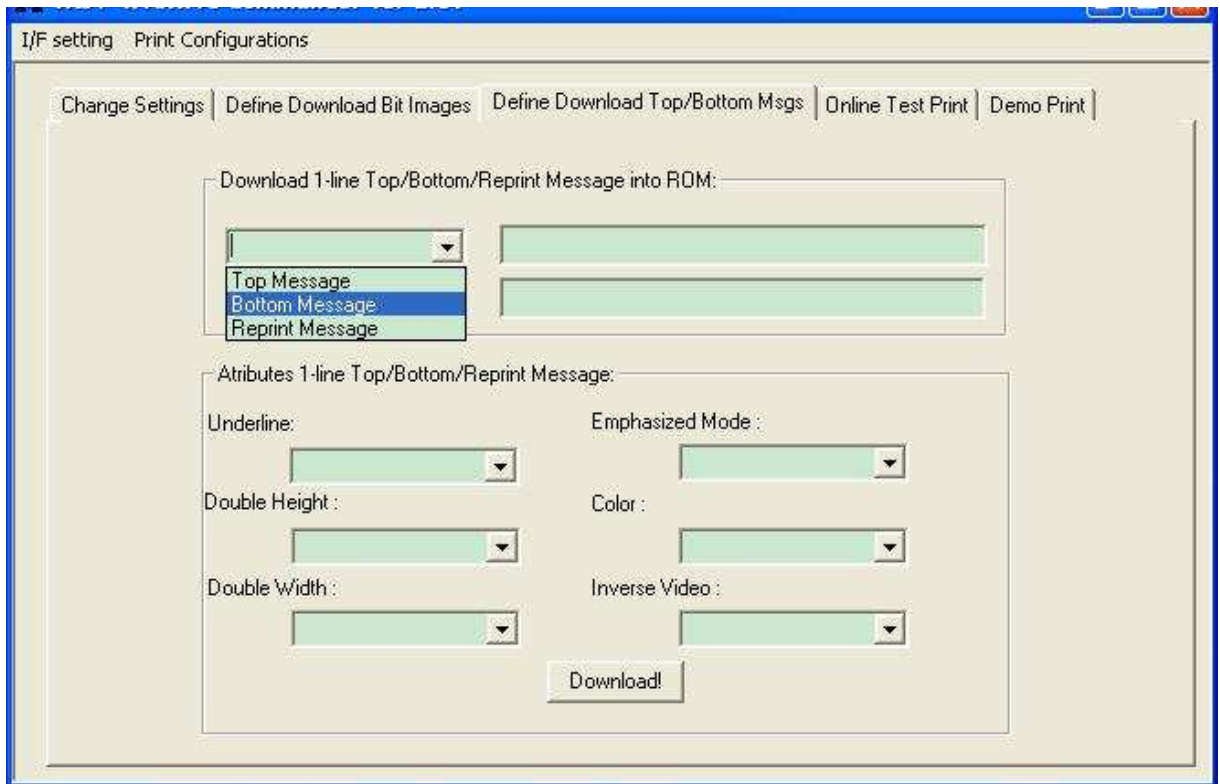 I/F setting Print Configurations
Change Settings Define Download Bit Images Define Download Top/Bottom Msgs Online Test Print Demo Print
Download 1-line Top/Bottom/Reprint Message into ROM:
Top Message
Bottom Message
Reprint Message
Atributes 1-line Top/Bottom/Reprint Message:
Underline: Emphasized Mode :
Double Height : Color :
Double Width : Inverse Video :
Download!